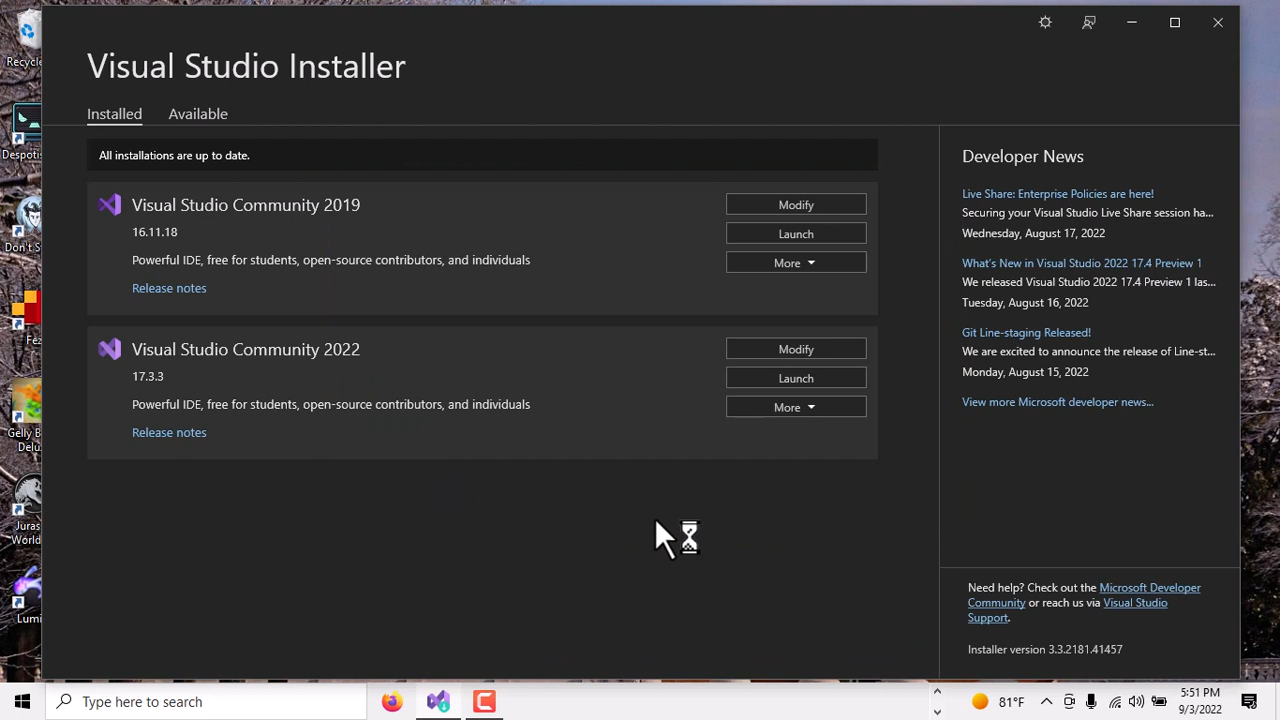 Recycle
Despoti
Don't S
Fez
Gelly B
Delu
Juras
World
Lumi
Visual Studio Installer
Installed
Available
All installations are up to date.
Visual Studio Community 2019
16.11.18
Powerful IDE, free for students, open-source contributors, and individuals
Release notes
Modify
Launch
More
Visual Studio Community 2022
17.3.3
Powerful IDE, free for students, open-source contributors, and individuals
Release notes
Modify
Launch
More
Developer News
Live Share: Enterprise Policies are here!
Securing your Visual Studio Live Share session ha...
Wednesday, August 17, 2022
What's New in Visual Studio 2022 17.4 Preview 1
We released Visual Studio 2022 17.4 Preview 1 las...
Tuesday, August 16, 2022
Git Line-staging Released!
We are excited to announce the release of Line-st...
Monday, August 15, 2022
View more Microsoft developer news...
Need help? Check out the Microsoft Developer
Community or reach us via Visual Studio
Support.
Installer version 3.3.2181.41457
Type here to search
81°F
5:51 PM
9/3/2022